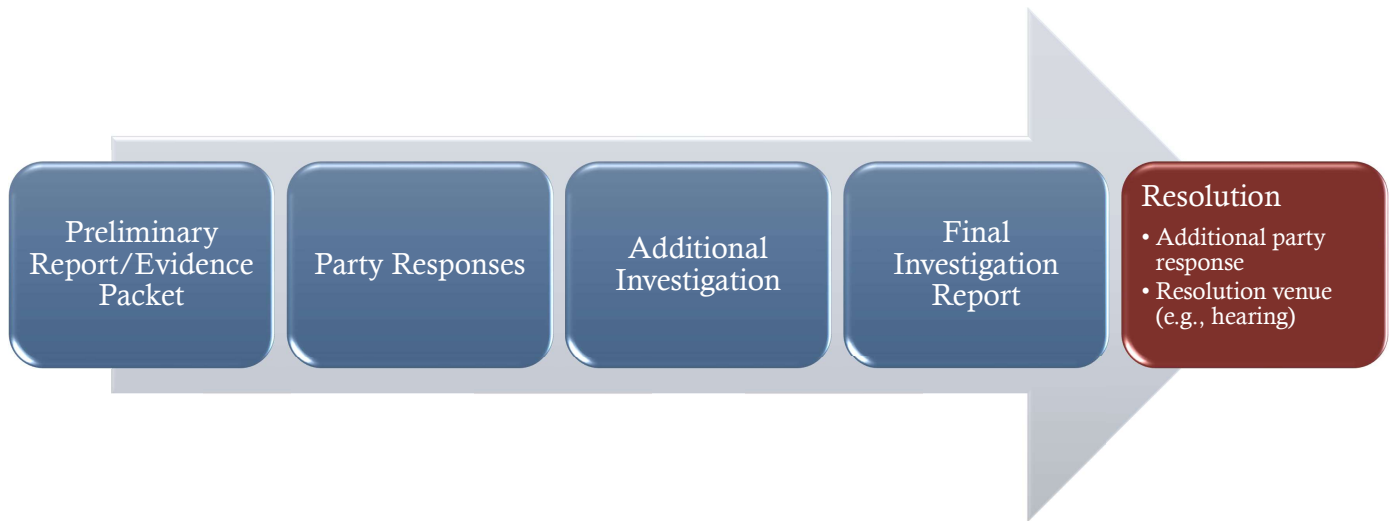 Preliminary
Report/Evidence
Packet
Party Responses
Additional
Investigation
Final
Investigation
Report
Resolution
• Additional party
response
• Resolution venue
(e.g., hearing)